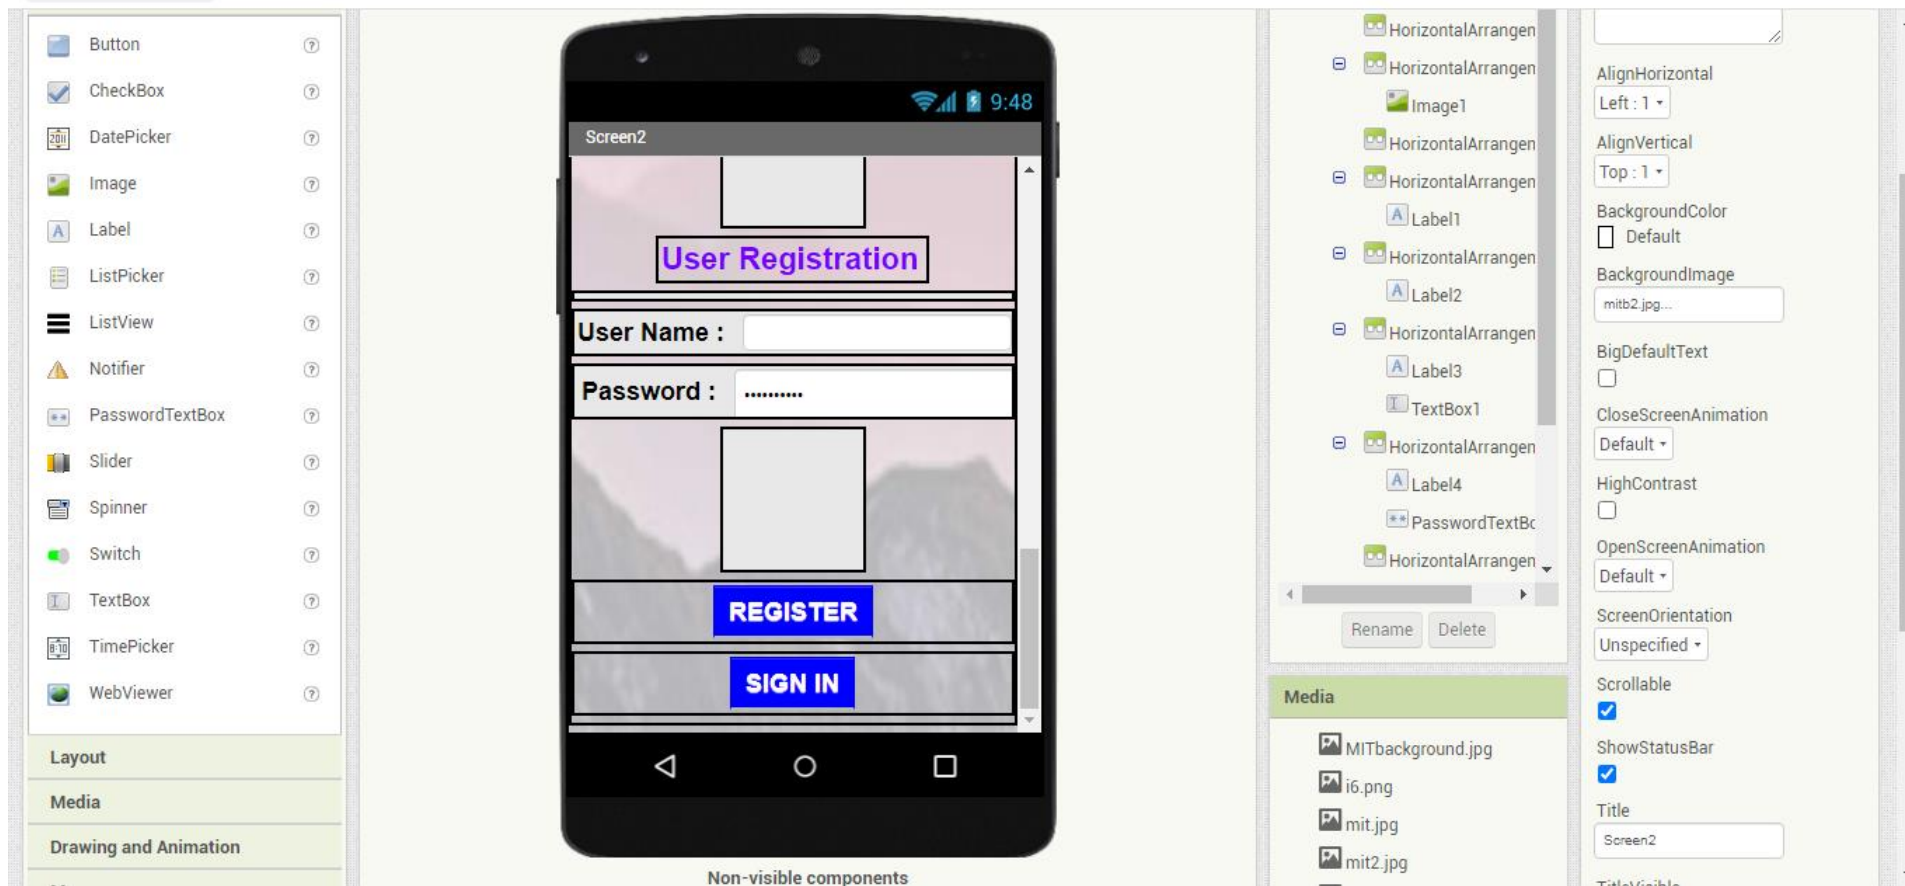 Button
CheckBox
DatePicker
Image
Label
ListPicker
ListView
Notifier
PasswordTextBox
Slider
Spinner
Switch
TextBox
TimePicker
WebViewer
Layout
Media
Drawing and Animation
9:48
Screen2
User Registration
User Name :
Password : ..........
REGISTER
SIGN IN
Non-visible components
HorizontalArrangen
HorizontalArrangen
Image1
HorizontalArrangen
HorizontalArrangen
Label1
HorizontalArrangen
Label2
HorizontalArrangen
Label3
TextBox1
HorizontalArrangen
Label4
PasswordTextBo
HorizontalArrangen
Rename Delete
Media
MITbackground.jpg
i6.png
mit.jpg
mit2.jpg
AlignHorizontal
Left : 1
AlignVertical
Top : 1
BackgroundColor
Default
BackgroundImage
mitb2.jpg...
BigDefaultText
CloseScreenAnimation
Default
HighContrast
OpenScreenAnimation
Default
ScreenOrientation
Unspecified
Scrollable
ShowStatusBar
Title
Screen2
TitleVisible